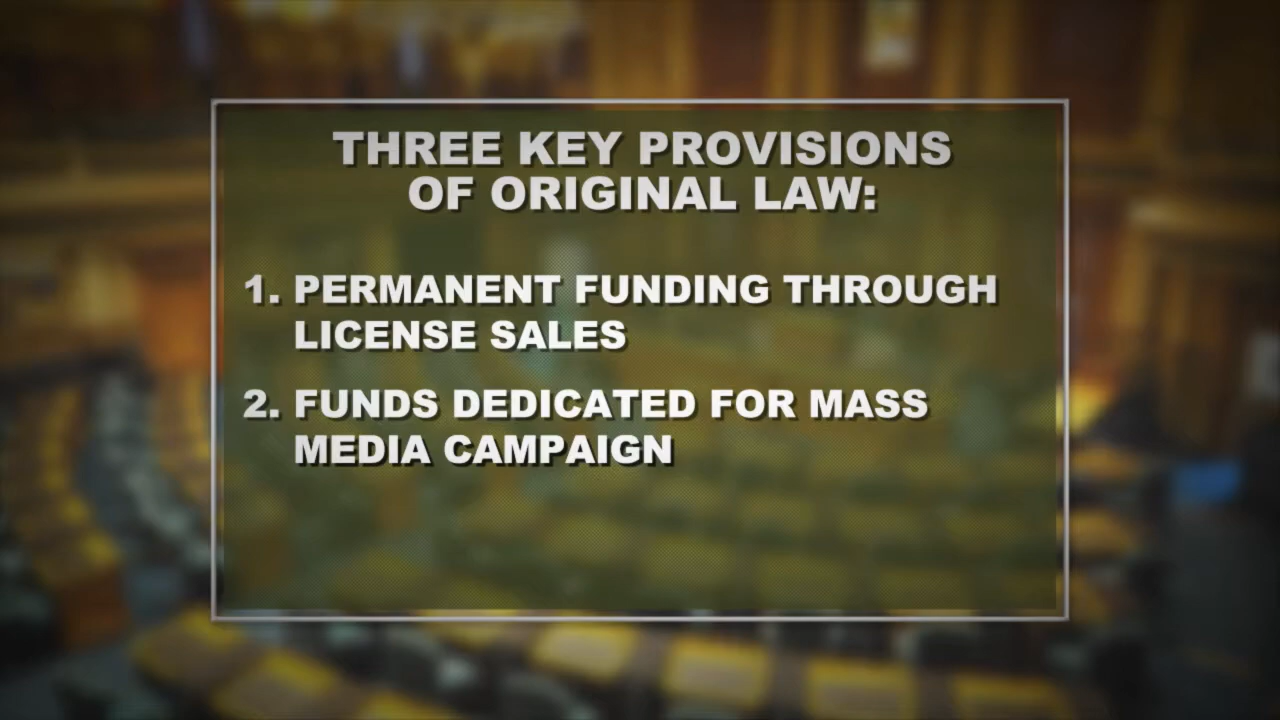 THREE KEY PROVISIONS
OF ORIGINAL LAW:
1. PERMANENT FUNDING THROUGH
LICENSE SALES
2. FUNDS DEDICATED FOR MASS
MEDIA CAMPAIGN